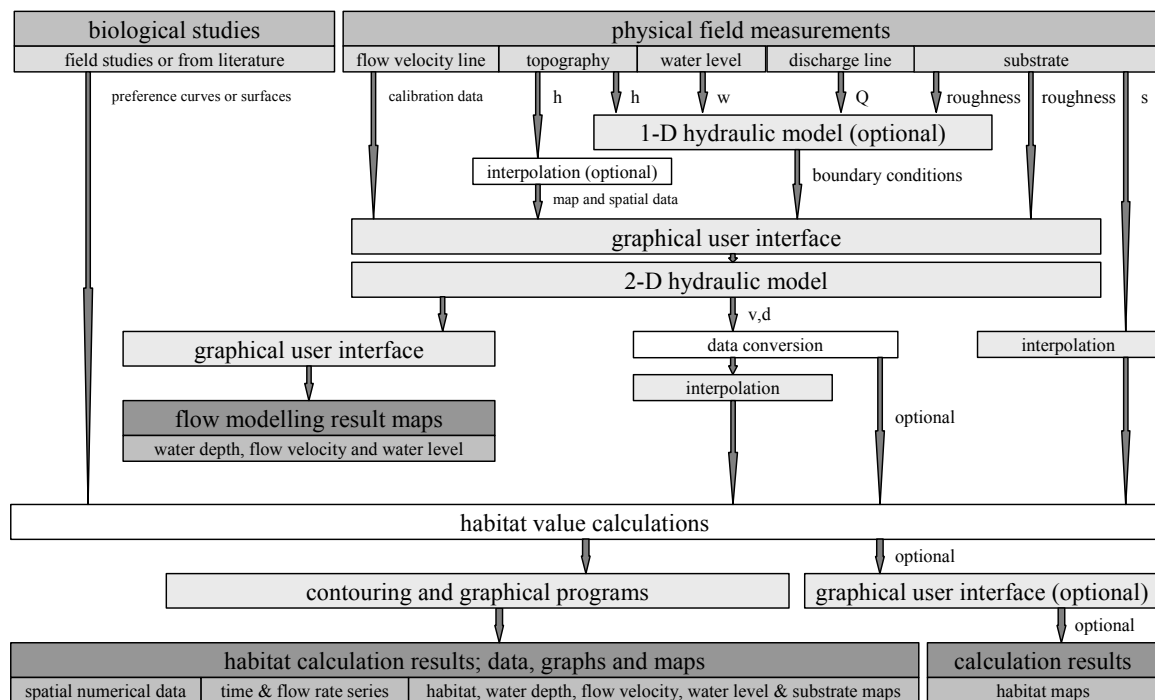 biological studies
physical field measurements
field studies or from literature
flow velocity line
topography
water level
discharge line
substrate
preference curves or surfaces
calibration data
h
h
w
Q
roughness
roughness
s
1-D hydraulic model (optional)
interpolation (optional)
boundary conditions
map and spatial data
graphical user interface
2-D hydraulic model
v,d
graphical user interface
data conversion
interpolation
interpolation
flow modelling result maps
optional
water depth, flow velocity and water level
habitat value calculations
optional
contouring and graphical programs
graphical user interface (optional)
optional
habitat calculation results; data, graphs and maps
calculation results
spatial numerical data
time & flow rate series
habitat, water depth, flow velocity, water level & substrate maps
habitat maps